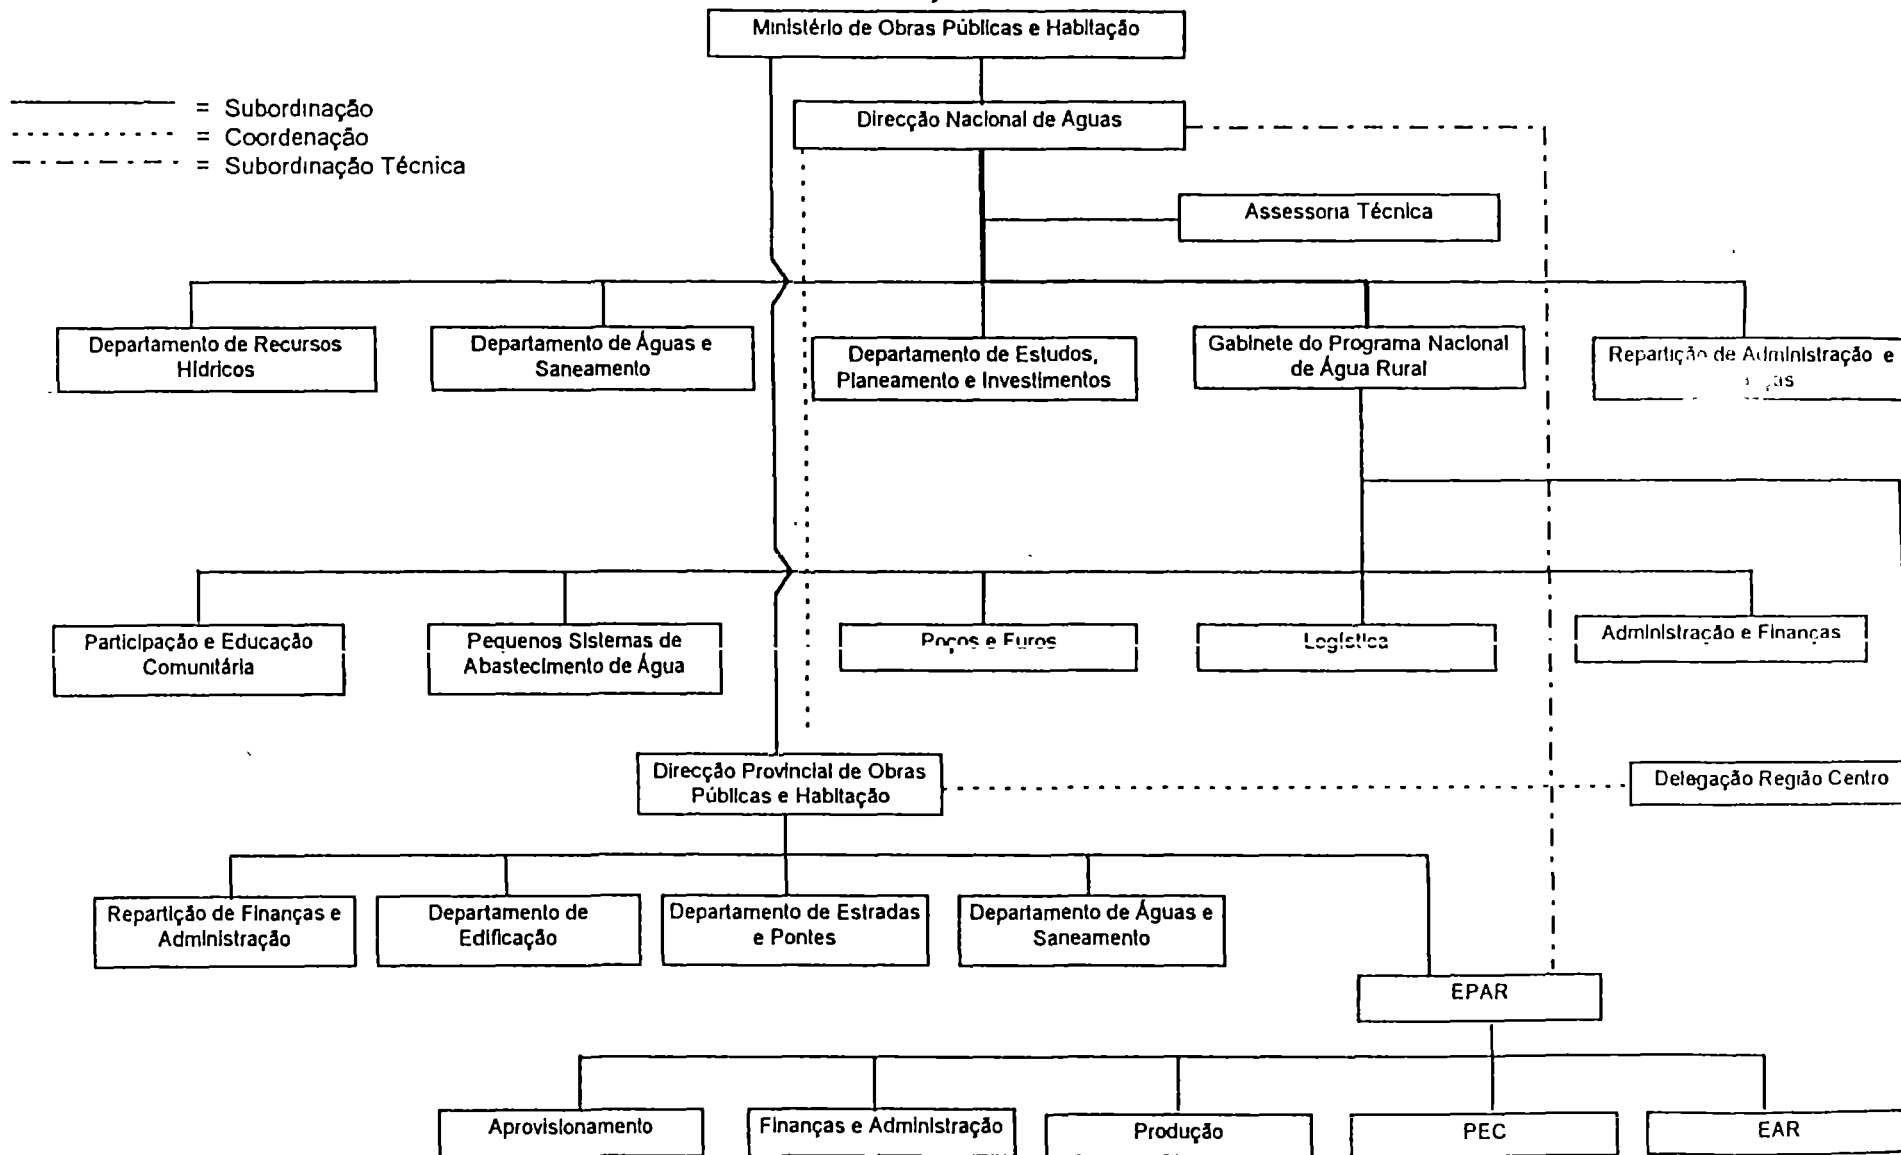 Ministério de Obras Públicas e Habitação
= Subordinação
= Coordenação
= Subordinação Técnica
Direcção Nacional de Aguas
Assessoria Técnica
Departamento de Recursos
Hídricos
Departamento de Águas e
Saneamento
Departamento de Estudos,
Planeamento e Investimentos
Gabinete do Programa Nacional
de Água Rural
Repartição de Administração e
Participação e Educação
Comunitária
Pequenos Sistemas de
Abastecimento de Água
Poços e Furos
Logística
Administração e Finanças
Direcção Provincial de Obras
Públicas e Habitação
Delegação Região Centro
Repartição de Finanças e
Administração
Departamento de
Edificação
Departamento de Estradas
e Pontes
Departamento de Águas e
Saneamento
EPAR
Aprovisionamento
Finanças e Administração
Produção
PEC
EAR